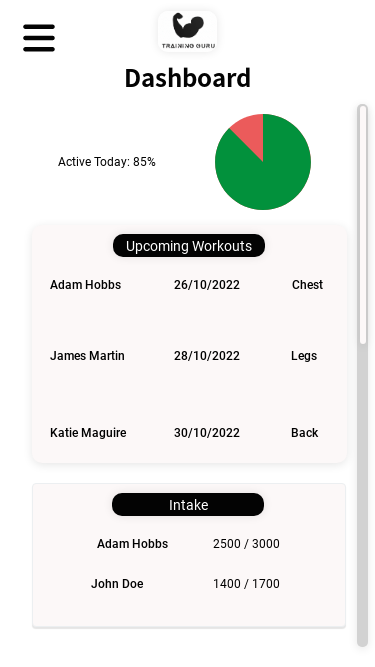 TRAINING GURU
Dashboard
Active Today: 85%
Upcoming Workouts
Adam Hobbs 26/10/2022 Chest
James Martin 28/10/2022 Legs
Katie Maguire 30/10/2022 Back
Intake
Adam Hobbs 2500 / 3000
John Doe 1400 / 1700